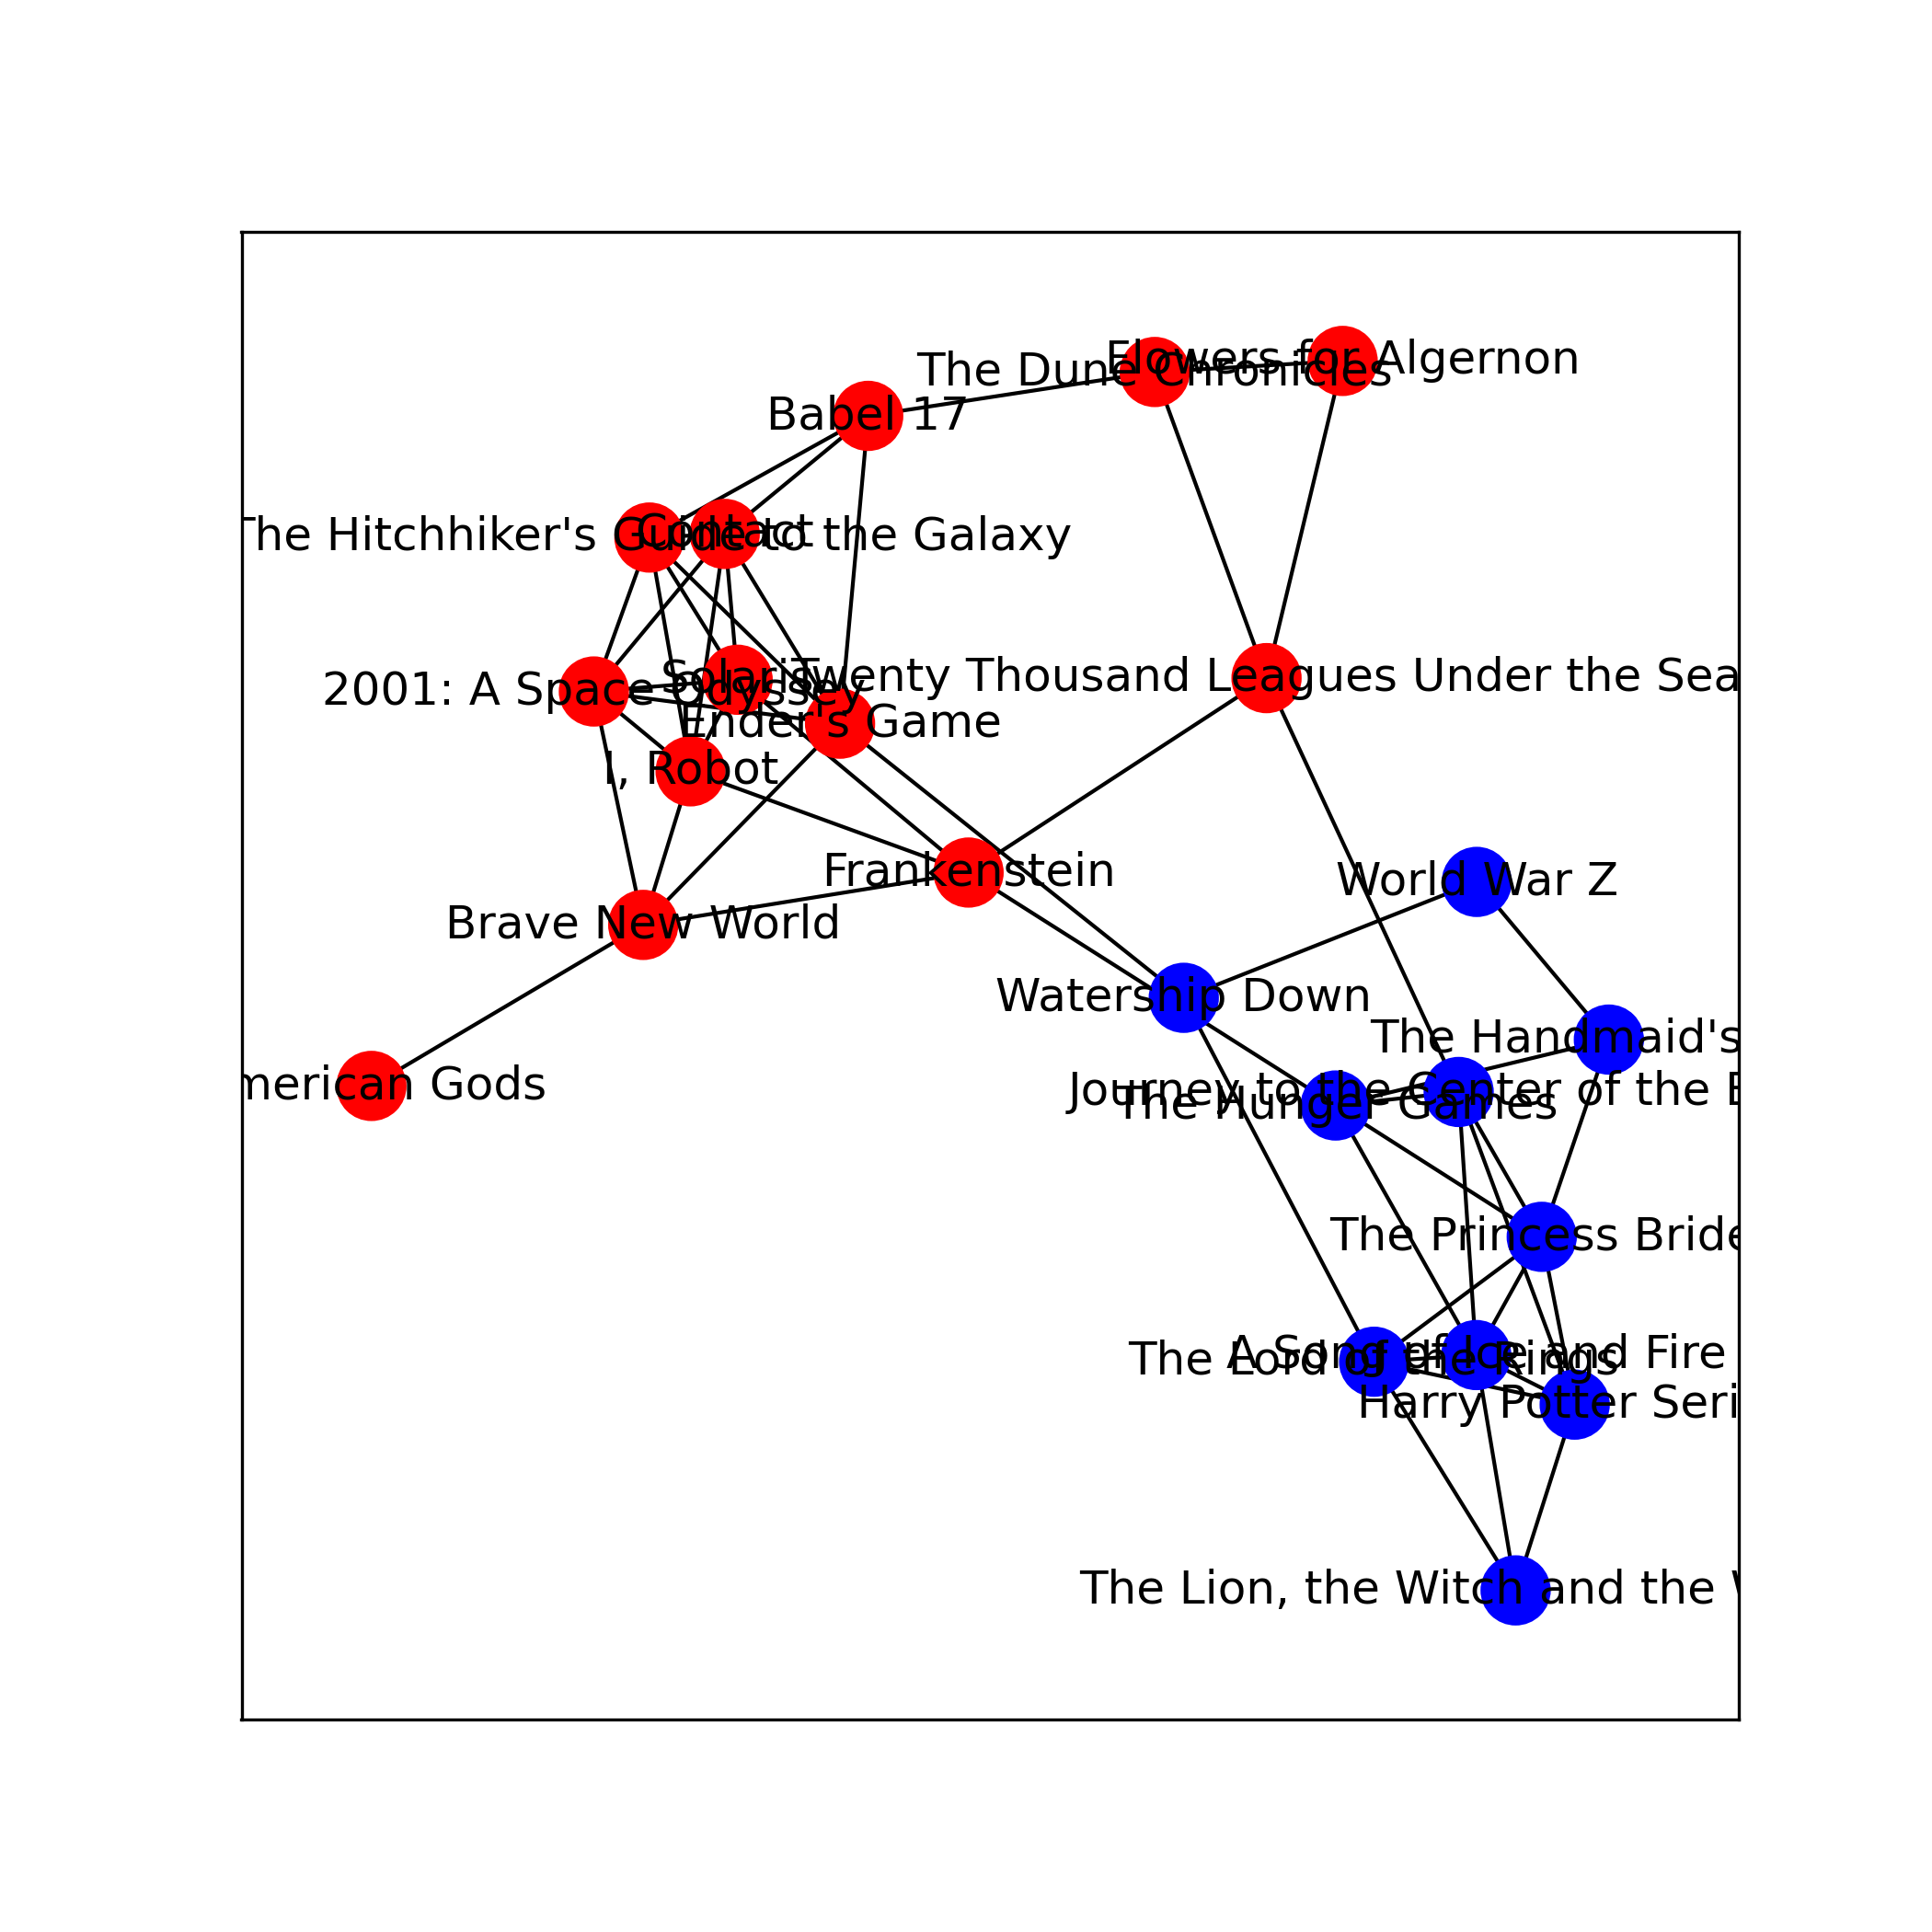 Flowers for Algernon
The Dune Chronicles
Babel 17
The Hitchhiker's Guide to the Galaxy
Contact
Solaris
Twenty Thousand Leagues Under the Sea
2001: A Space Odyssey
Ender's Game
I, Robot
Frankenstein
World War Z
Brave New World
Watership Down
The Handmaid's
merican Gods
Journey to the Center of the E
The Hunger Games
The Princess Bride
A Song of Ice and Fire
The Lord of the Rings
Harry Potter Seri
The Lion, the Witch and the W